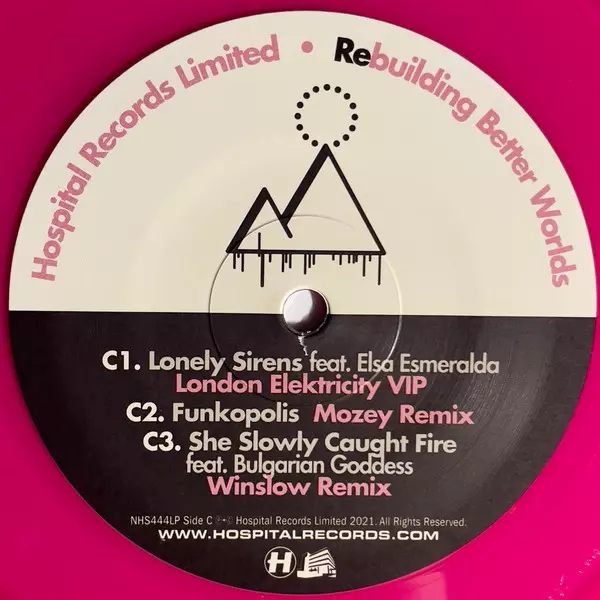 Hospital Records Limited • Rebuilding Better Worlds
C1. Lonely Sirens feat. Elsa Esmeralda
London Elektricity VIP
C2. Funkopolis Mozey Remix
C3. She Slowly Caught Fire
feat. Bulgarian Goddess
Winslow Remix
NHS444LP Side C ℗+© Hospital Records Limited 2021. All Rights Reserved.
WWW.HOSPITALRECORDS.COM
H